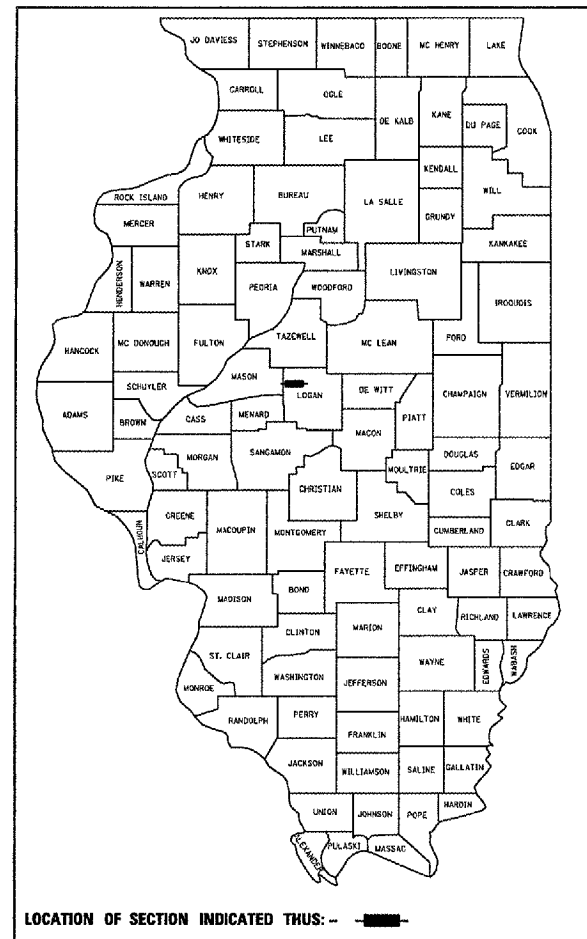 JO DAVIESS STEPHENSON WINNEBAGO BOONE MC HENRY LAKE
CARROLL OGLE DE KALB KANE DU PAGE COOK
WHITESIDE LEE KENDALL WILL
ROCK ISLAND HENRY BUREAU LA SALLE GRUNDY
MERCER PUTNAM KANKAKEE
STARK MARSHALL
HENDERSON WARREN KNOX PEORIA WOODFORD LIVINGSTON IROQUOIS
HANCOCK MC DONOUGH FULTON TAZEWELL MC LEAN FORD
SCHUYLER MASON LOGAN DE WITT CHAMPAIGN VERMILION
ADAMS BROWN CASS MENARD MACON PIATT
PIKE SCOTT MORGAN SANGAMON CHRISTIAN MOULTRIE DOUGLAS EDGAR
COLES
CALHOUN GREENE MACOUPIN MONTGOMERY SHELBY CUMBERLAND CLARK
JERSEY FAYETTE EFFINGHAM JASPER CRAWFORD
MADISON BOND CLAY RICHLAND LAWRENCE
ST. CLAIR CLINTON MARION WAYNE EDWARDS WABASH
MONROE WASHINGTON JEFFERSON
RANDOLPH PERRY FRANKLIN HAMILTON WHITE
JACKSON WILLIAMSON SALINE GALLATIN
UNION JOHNSON POPE HARDIN
ALEXANDER PULASKI MASSAC
LOCATION OF SECTION INDICATED THUS: -